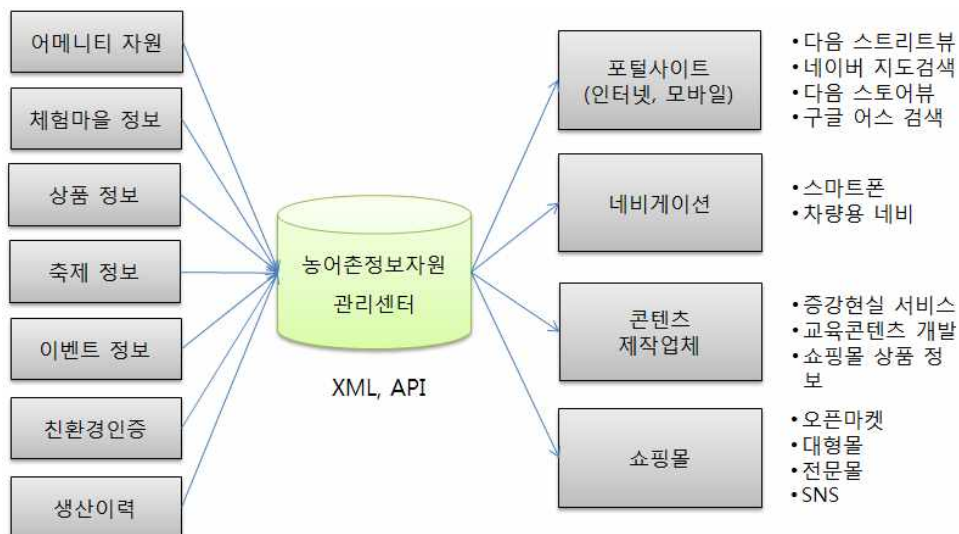 어메니티 자원
체험마을 정보
상품 정보
축제 정보
이벤트 정보
친환경인증
생산이력
농어촌정보자원
관리센터
XML, API
포털사이트
(인터넷, 모바일)
•다음 스트리트뷰
•네이버 지도검색
•다음 스토어뷰
•구글 어스 검색
네비게이션
•스마트폰
•차량용 네비
콘텐츠
제작업체
•증강현실 서비스
•교육콘텐츠 개발
•쇼핑몰 상품 정
보
쇼핑몰
•오픈마켓
•대형몰
•전문몰
•SNS